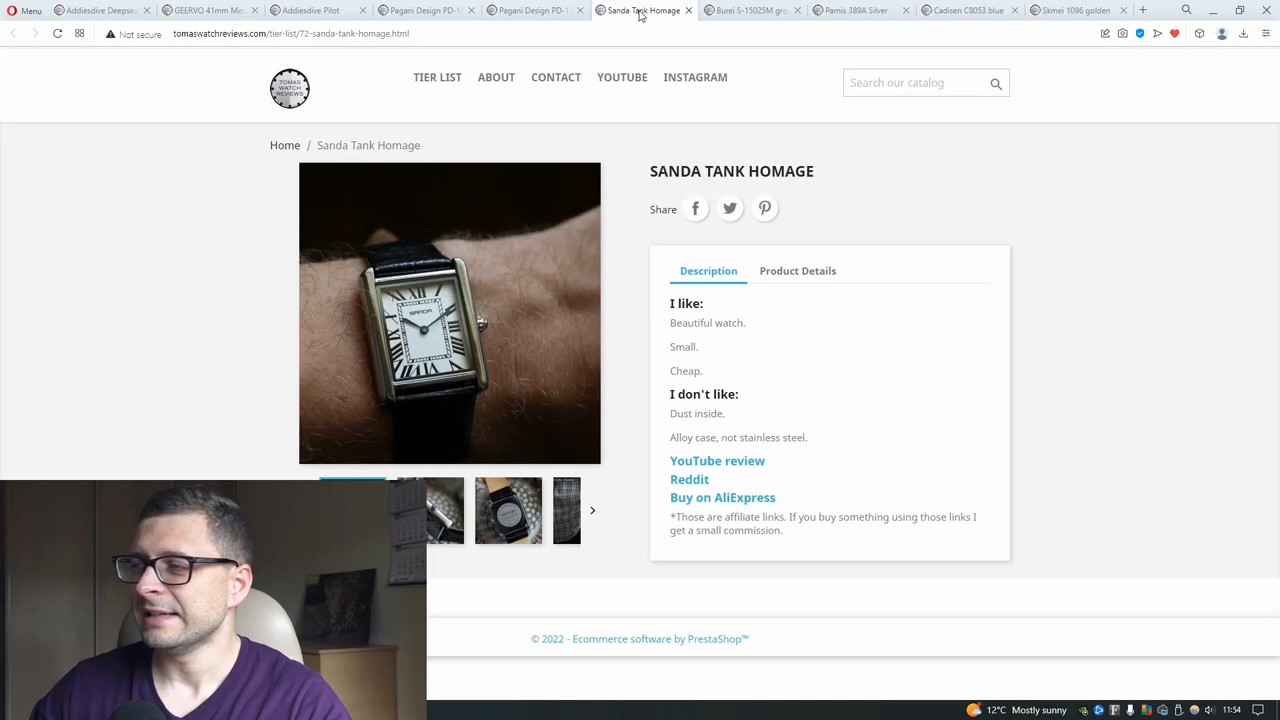 Menu
Addiesdive Deepsea
GEERVO 41mm Me
Addiesdive Pilot
Pagani Design PD-1
Pagani Design PD-1
Sanda Tank Homage
Burei S-15025M gre
Parnis 389A Silver
Cadisen C8053 blue
Skmei 1096 golden
Not secure
tomaswatchreviews.com/tier-list/72-sanda-tank-homage.html
TOMAS
WATCH
REVIEWS
TIER LIST
ABOUT
CONTACT
YOUTUBE
INSTAGRAM
Search our catalog
Home / Sanda Tank Homage
SANDA
SANDA TANK HOMAGE
Share
Description
Product Details
I like:
Beautiful watch.
Small.
Cheap.
I don't like:
Dust inside.
Alloy case, not stainless steel.
YouTube review
Reddit
Buy on AliExpress
*Those are affiliate links. If you buy something using those links I
get a small commission.
© 2022 - Ecommerce software by PrestaShop™
12°C Mostly sunny
11:54